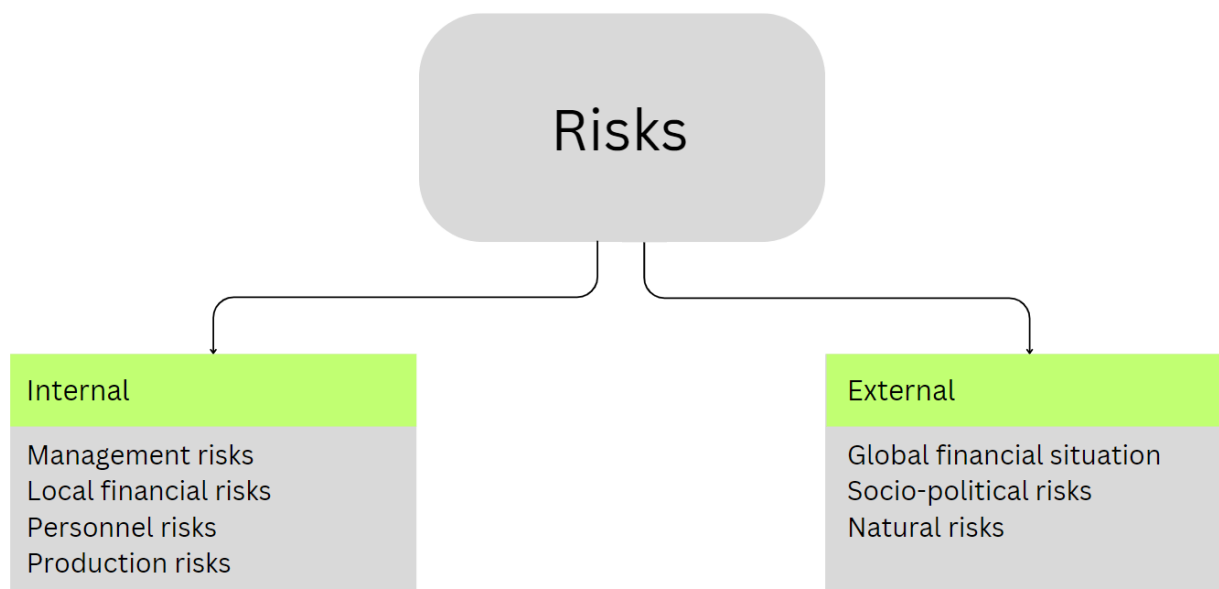 Risks
Internal
Management risks
Local financial risks
Personnel risks
Production risks
External
Global financial situation
Socio-political risks
Natural risks